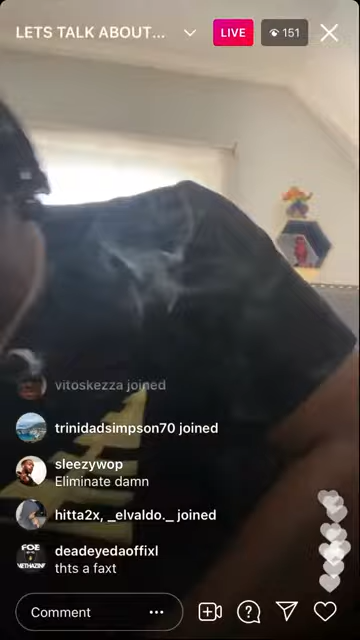 LETS TALK ABOUT...
LIVE
151
vitoskezza joined
trinidadsimpson70 joined
sleezywop
Eliminate damn
hitta2x, _elvaldo._ joined
deadeyedaoffixl
thts a faxt
Comment